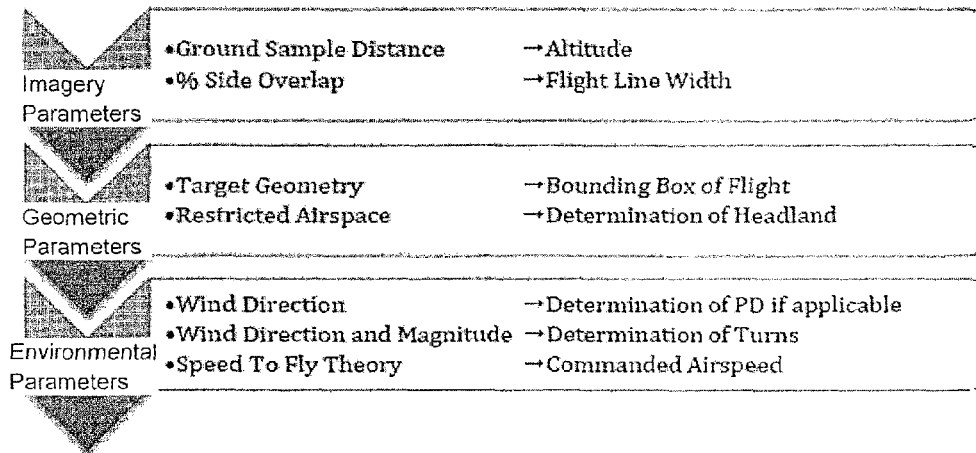 Imagery
Parameters
•Ground Sample Distance →Altitude
•% Side Overlap →Flight Line Width
Geometric
Parameters
•Target Geometry →Bounding Box of Flight
•Restricted Airspace →Determination of Headland
Environmental
Parameters
•Wind Direction →Determination of PD if applicable
•Wind Direction and Magnitude →Determination of Turns
•Speed To Fly Theory →Commanded Airspeed